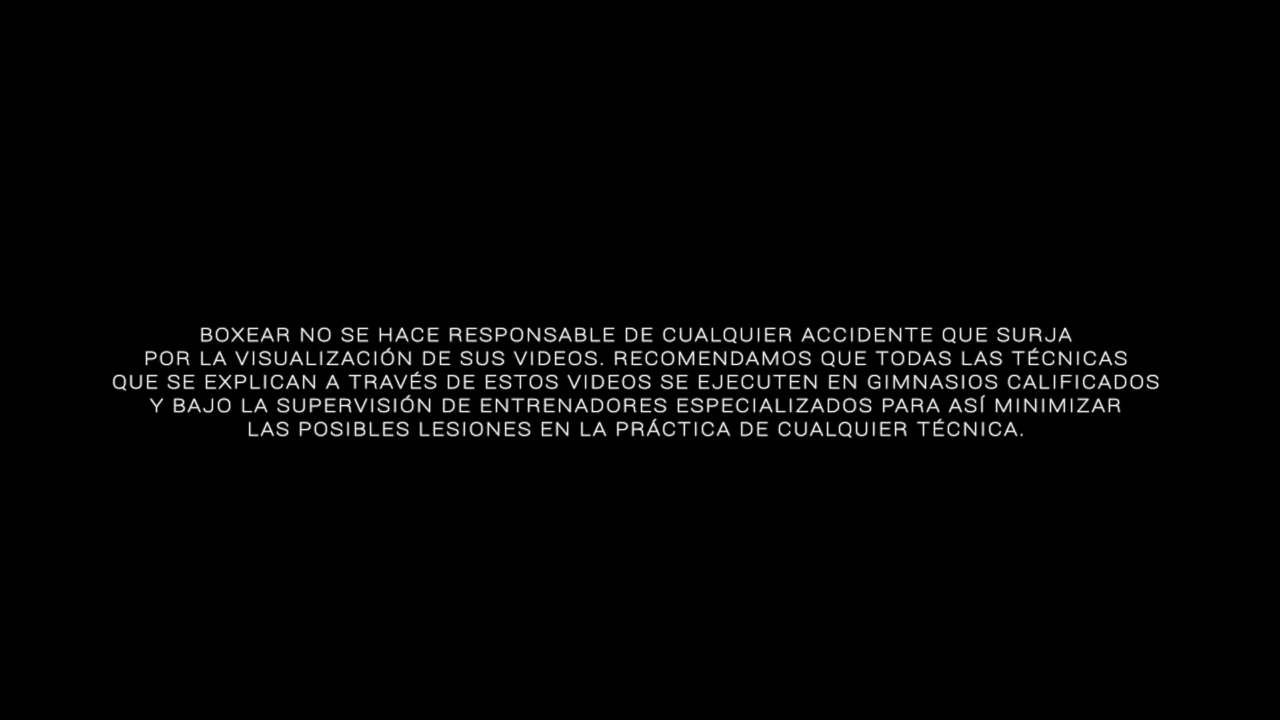 BOXEAR NO SE HACE RESPONSABLE DE CUALQUIER ACCIDENTE QUE SURJA
POR LA VISUALIZACIÓN DE SUS VIDEOS. RECOMENDAMOS QUE TODAS LAS TÉCNICAS
QUE SE EXPLICAN A TRAVÉS DE ESTOS VIDEOS SE EJECUTEN EN GIMNASIOS CALIFICADOS
Y BAJO LA SUPERVISIÓN DE ENTRENADORES ESPECIALIZADOS PARA ASÍ MINIMIZAR
LAS POSIBLES LESIONES EN LA PRÁCTICA DE CUALQUIER TÉCNICA.